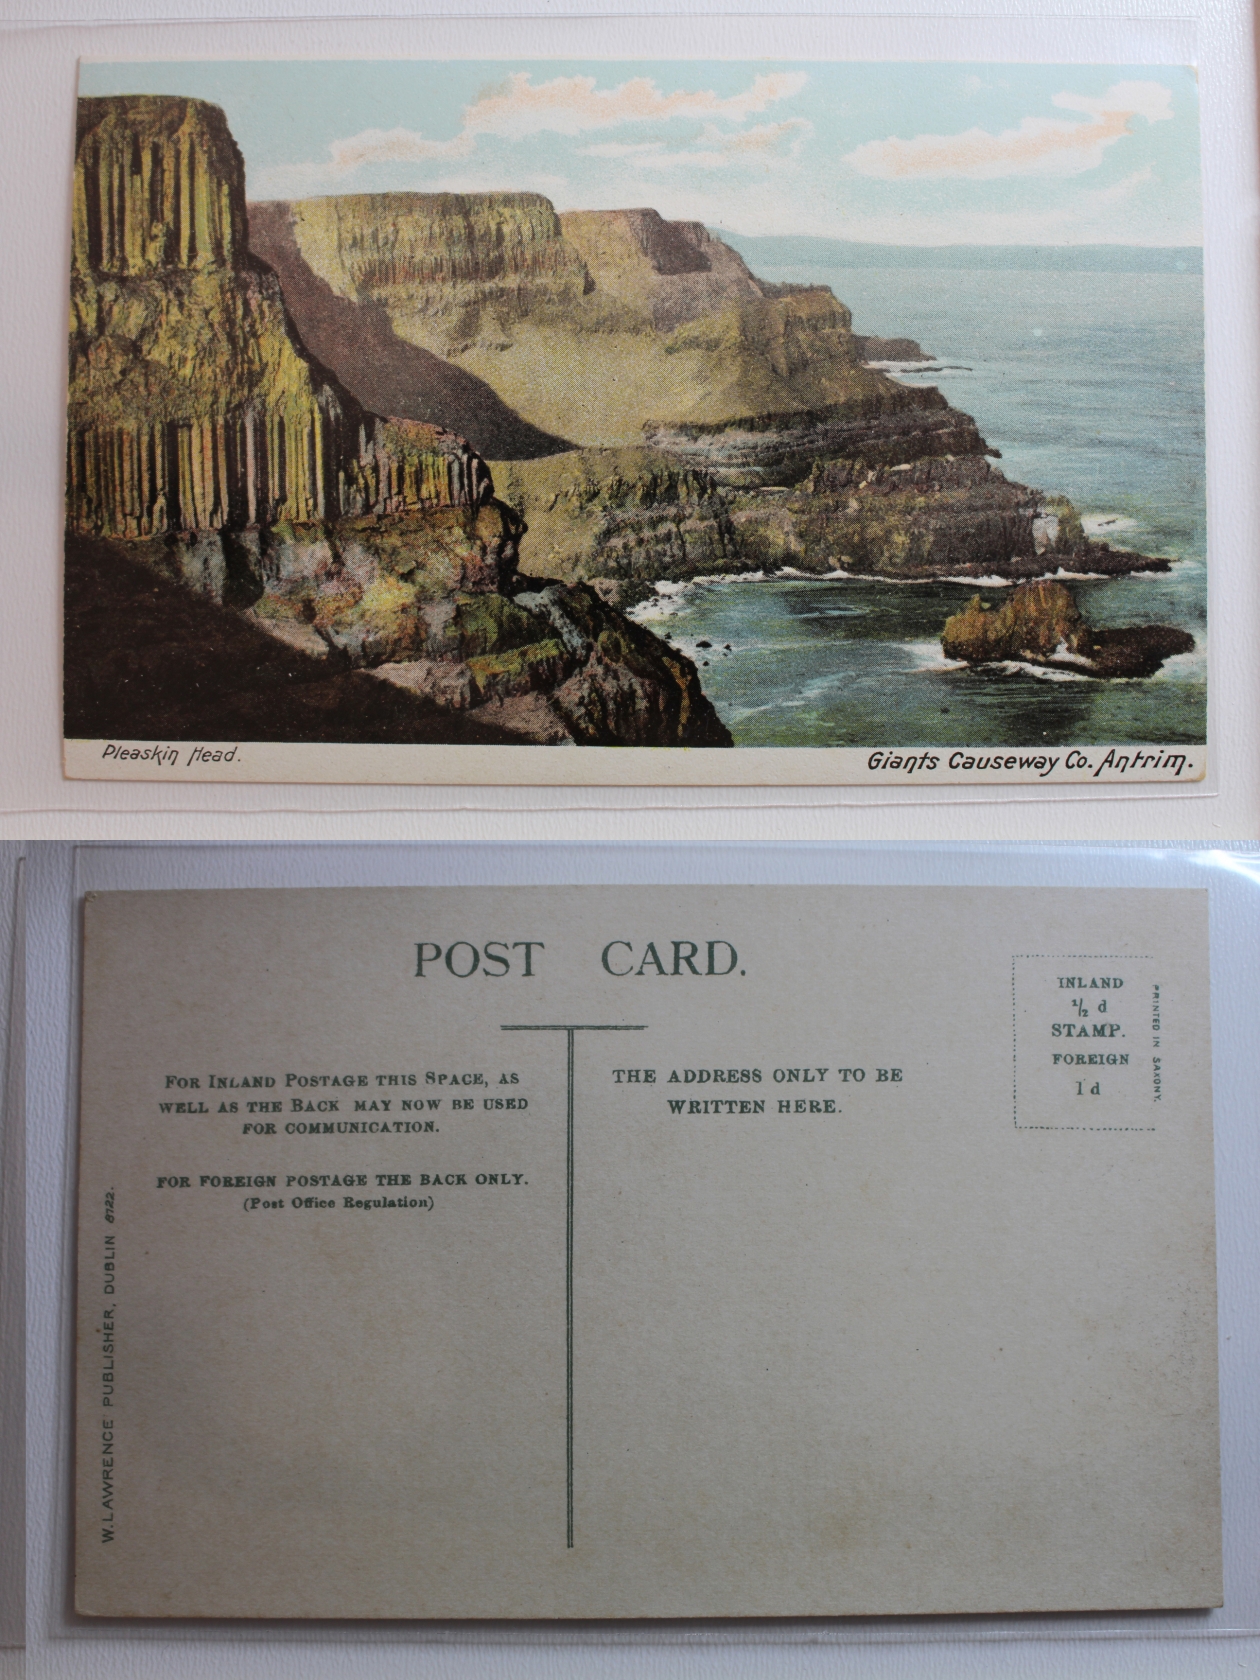 Pleaskin Head.
Giants Causeway Co. Antrim.
POST CARD.
FOR INLAND POSTAGE THIS SPACE, AS
WELL AS THE BACK MAY NOW BE USED
FOR COMMUNICATION.
FOR FOREIGN POSTAGE THE BACK ONLY.
(Post Office Regulation)
THE ADDRESS ONLY TO BE
WRITTEN HERE.
INLAND
½ d
STAMP.
FOREIGN
1 d
PRINTED IN SAXONY.
W. LAWRENCE PUBLISHER, DUBLIN 8722.